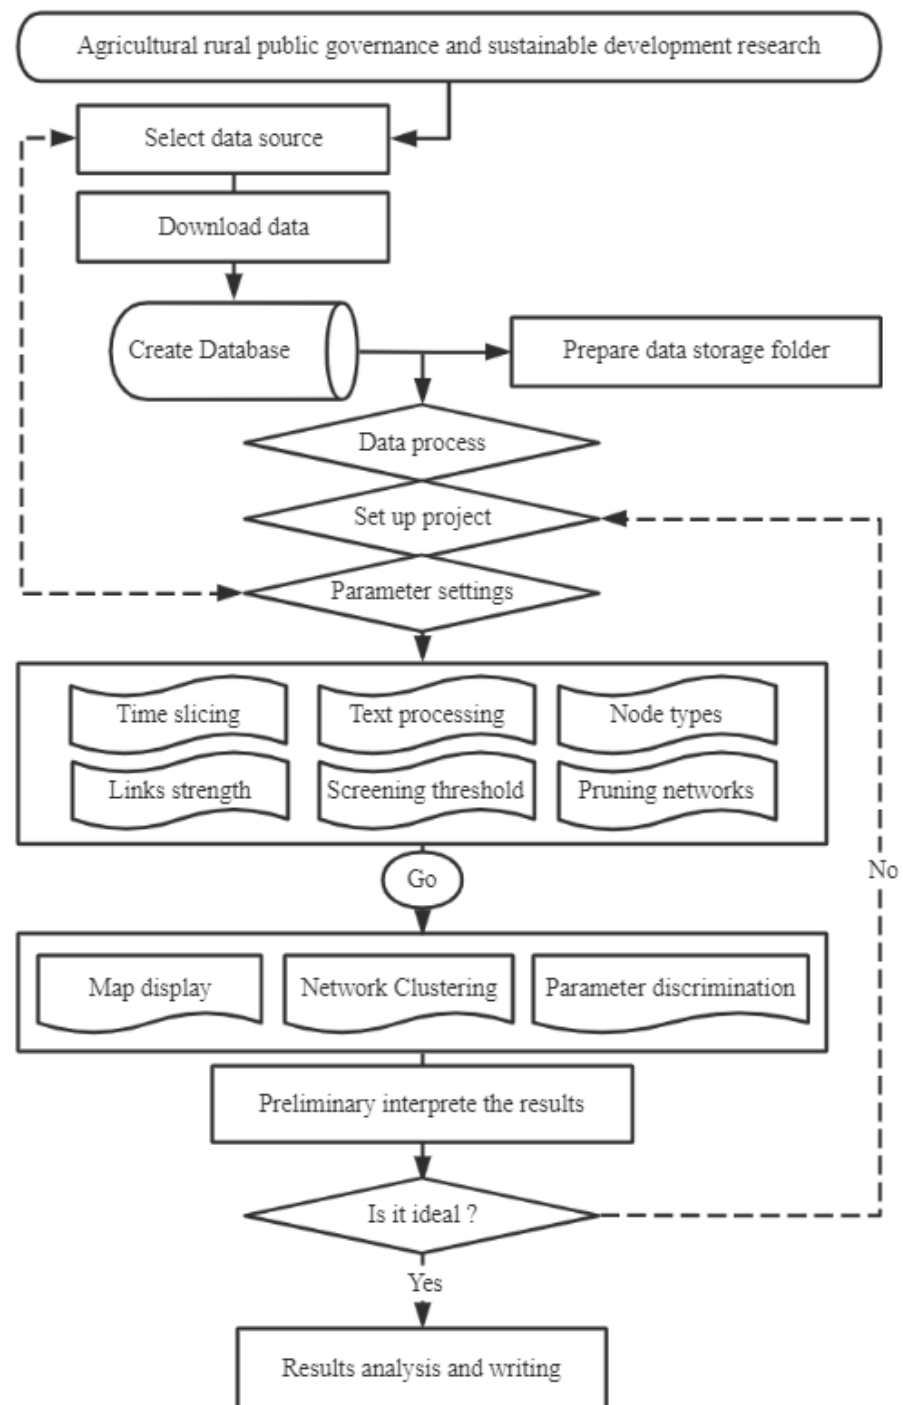 Agricultural rural public governance and sustainable development research
Select data source
Download data
Create Database
Prepare data storage folder
Data process
Set up project
Parameter settings
Time slicing
Text processing
Node types
Links strength
Screening threshold
Pruning networks
Go
No
Map display
Network Clustering
Parameter discrimination
Preliminary interprete the results
Is it ideal ?
Yes
Results analysis and writing